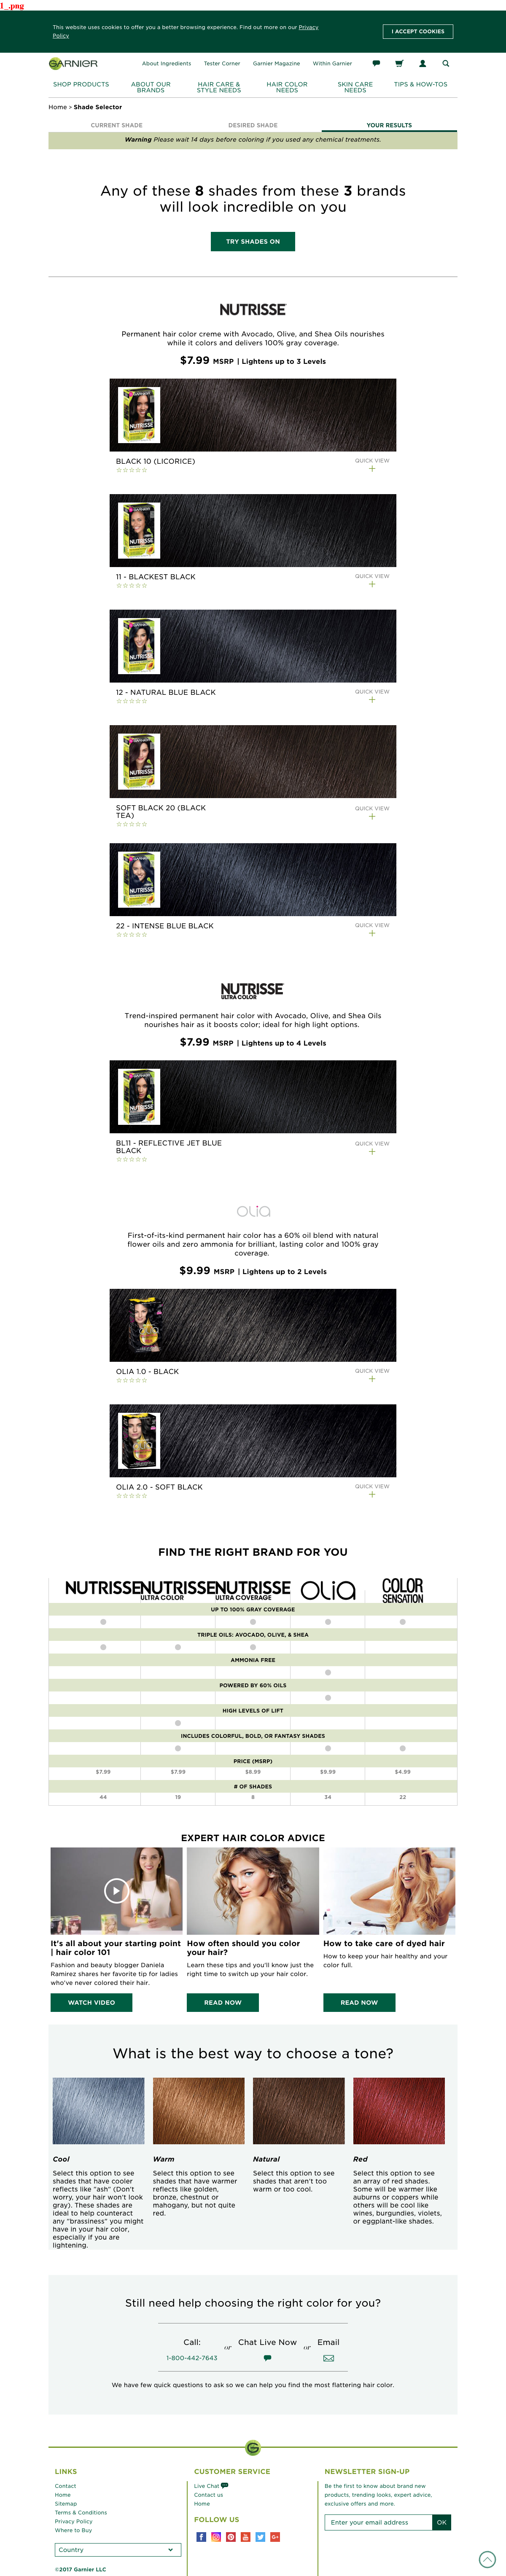 1_.png
This website uses cookies to offer you a better browsing experience. Find out more on our Privacy
Policy
I ACCEPT COOKIES
GARNIER
About Ingredients
Tester Corner
Garnier Magazine
Within Garnier
SHOP PRODUCTS
ABOUT OUR
BRANDS
HAIR CARE &
STYLE NEEDS
HAIR COLOR
NEEDS
SKIN CARE
NEEDS
TIPS & HOW-TOS
Home > Shade Selector
CURRENT SHADE
DESIRED SHADE
YOUR RESULTS
Warning Please wait 14 days before coloring if you used any chemical treatments.
Any of these 8 shades from these 3 brands
will look incredible on you
TRY SHADES ON
NUTRISSE
Permanent hair color creme with Avocado, Olive, and Shea Oils nourishes
while it colors and delivers 100% gray coverage.
$7.99 MSRP | Lightens up to 3 Levels
BLACK 10 (LICORICE)
QUICK VIEW
11 - BLACKEST BLACK
QUICK VIEW
12 - NATURAL BLUE BLACK
QUICK VIEW
SOFT BLACK 20 (BLACK
TEA)
QUICK VIEW
22 - INTENSE BLUE BLACK
QUICK VIEW
NUTRISSE
ULTRA COLOR
Trend-inspired permanent hair color with Avocado, Olive, and Shea Oils
nourishes hair as it boosts color; ideal for high light options.
$7.99 MSRP | Lightens up to 4 Levels
BL11 - REFLECTIVE JET BLUE
BLACK
QUICK VIEW
OLIA
First-of-its-kind permanent hair color has a 60% oil blend with natural
flower oils and zero ammonia for brilliant, lasting color and 100% gray
coverage.
$9.99 MSRP | Lightens up to 2 Levels
OLIA 1.0 - BLACK
QUICK VIEW
OLIA 2.0 - SOFT BLACK
QUICK VIEW
FIND THE RIGHT BRAND FOR YOU
NUTRISSE
NUTRISSE
ULTRA COLOR
NUTRISSE
ULTRA COVERAGE
OLIA
COLOR
SENSATION
UP TO 100% GRAY COVERAGE
TRIPLE OILS: AVOCADO, OLIVE, & SHEA
AMMONIA FREE
POWERED BY 60% OILS
HIGH LEVELS OF LIFT
INCLUDES COLORFUL, BOLD, OR FANTASY SHADES
PRICE (MSRP)
$7.99 $7.99 $8.99 $9.99 $4.99
# OF SHADES
44 19 8 34 22
EXPERT HAIR COLOR ADVICE
It's all about your starting point
| hair color 101
Fashion and beauty blogger Daniela
Ramirez shares her favorite tip for ladies
who've never colored their hair.
WATCH VIDEO
How often should you color
your hair?
Learn these tips and you'll know just the
right time to switch up your hair color.
READ NOW
How to take care of dyed hair
How to keep your hair healthy and your
color full.
READ NOW
What is the best way to choose a tone?
Cool
Select this option to see
shades that have cooler
reflects like "ash" (Don't
worry, your hair won't look
gray). These shades are
ideal to help counteract
any "brassiness" you might
have in your hair color,
especially if you are
lightening.
Warm
Select this option to see
shades that have warmer
reflects like golden,
bronze, chestnut or
mahogany, but not quite
red.
Natural
Select this option to see
shades that aren't too
warm or too cool.
Red
Select this option to see
an array of red shades.
Some will be warmer like
auburns or coppers while
others will be cool like
wines, burgundies, violets,
or eggplant-like shades.
Still need help choosing the right color for you?
Call:
1-800-442-7643
or
Chat Live Now
or
Email
We have few quick questions to ask so we can help you find the most flattering hair color.
G
LINKS
Contact
Home
Sitemap
Terms & Conditions
Privacy Policy
Where to Buy
Country
©2017 Garnier LLC
CUSTOMER SERVICE
Live Chat
Contact us
Home
FOLLOW US
NEWSLETTER SIGN-UP
Be the first to know about brand new
products, trending looks, expert advice,
exclusive offers and more.
Enter your email address
OK